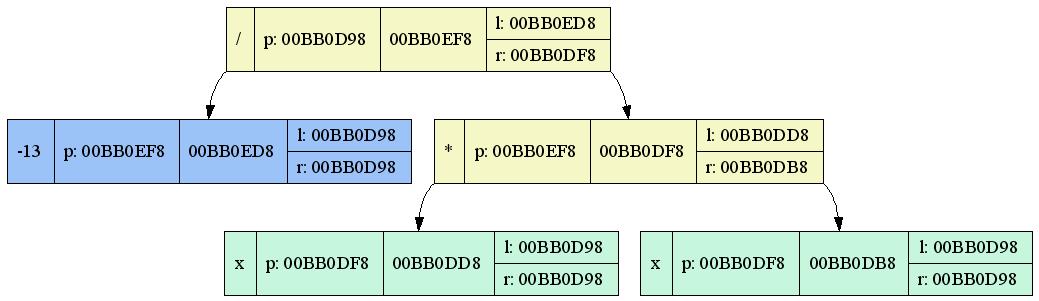 / p: 00BB0D98 00BB0EF8 l: 00BB0ED8
r: 00BB0DF8
-13 p: 00BB0EF8 00BB0ED8 l: 00BB0D98
r: 00BB0D98
* p: 00BB0EF8 00BB0DF8 l: 00BB0DD8
r: 00BB0DB8
x p: 00BB0DF8 00BB0DD8 l: 00BB0D98
r: 00BB0D98
x p: 00BB0DF8 00BB0DB8 l: 00BB0D98
r: 00BB0D98